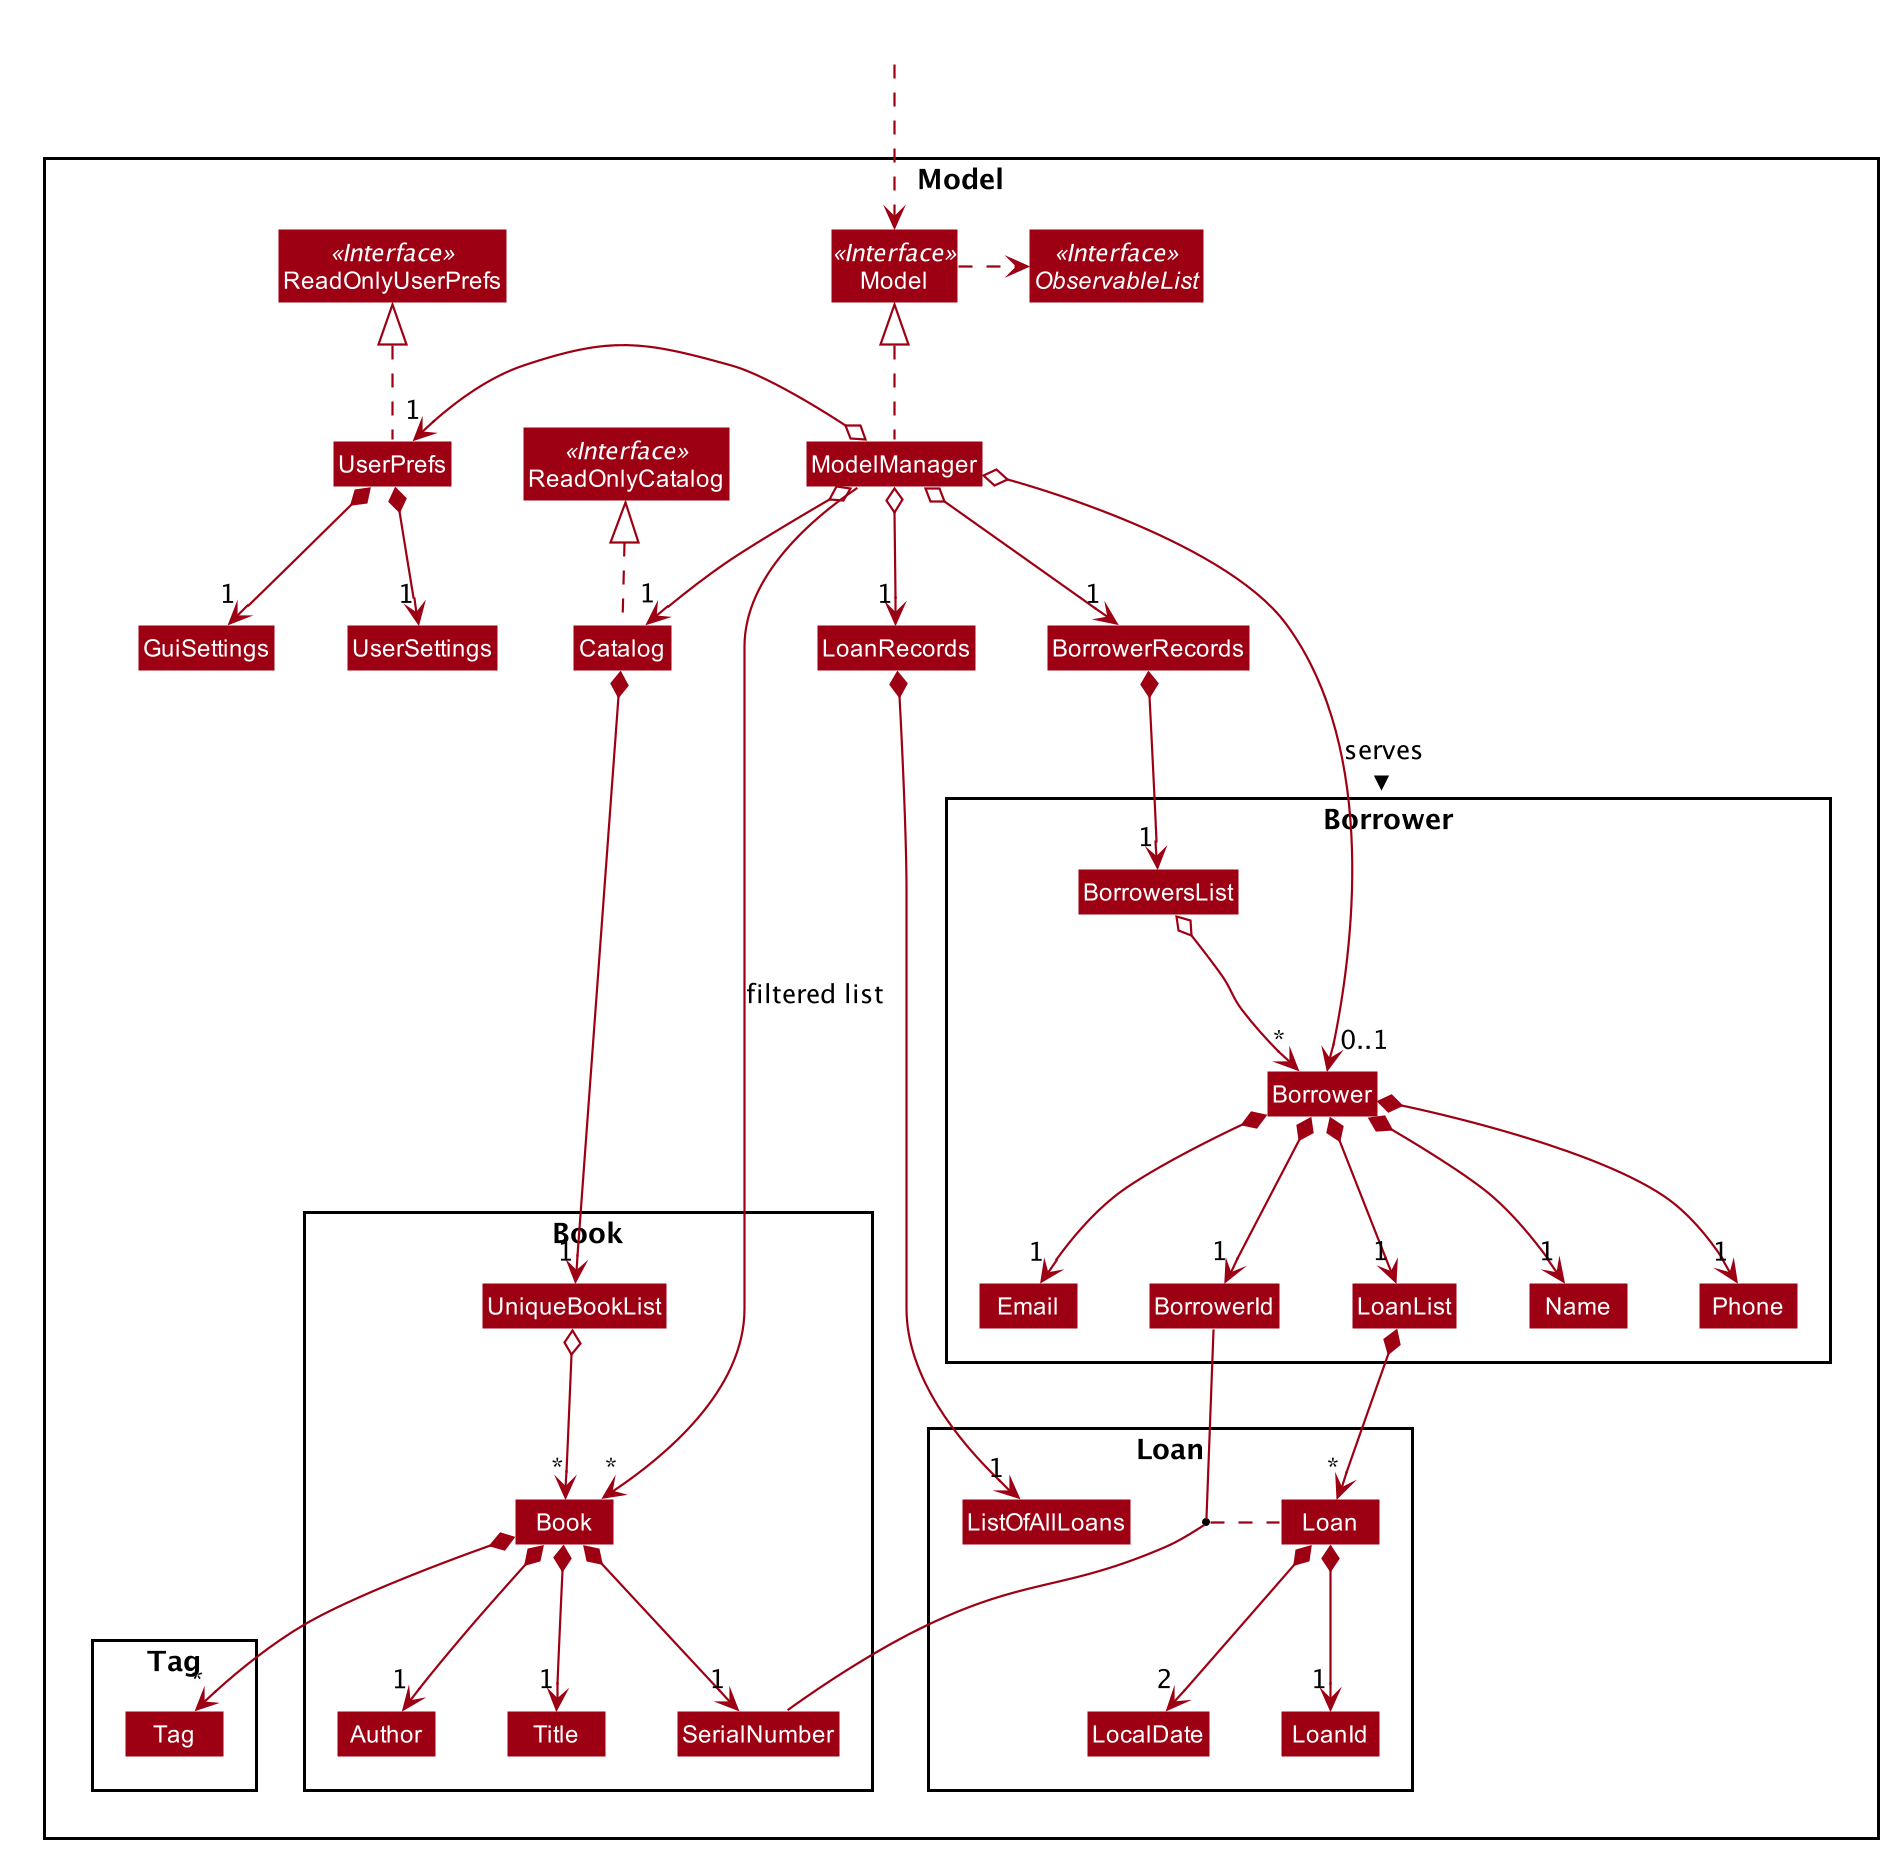 Model
«Interface»
ReadOnlyUserPrefs
«Interface»
Model
«Interface»
ObservableList
1
UserPrefs
«Interface»
ReadOnlyCatalog
ModelManager
1
1
1
1
1
GuiSettings
UserSettings
Catalog
LoanRecords
BorrowerRecords
serves
▼
Borrower
1
BorrowersList
filtered list
*
0..1
Borrower
Book
1
1
1
1
1
1
UniqueBookList
Email
BorrowerId
LoanList
Name
Phone
Loan
*
*
1
*
Book
ListOfAllLoans
Loan
Tag
*
1
1
1
2
1
Tag
Author
Title
SerialNumber
LocalDate
LoanId